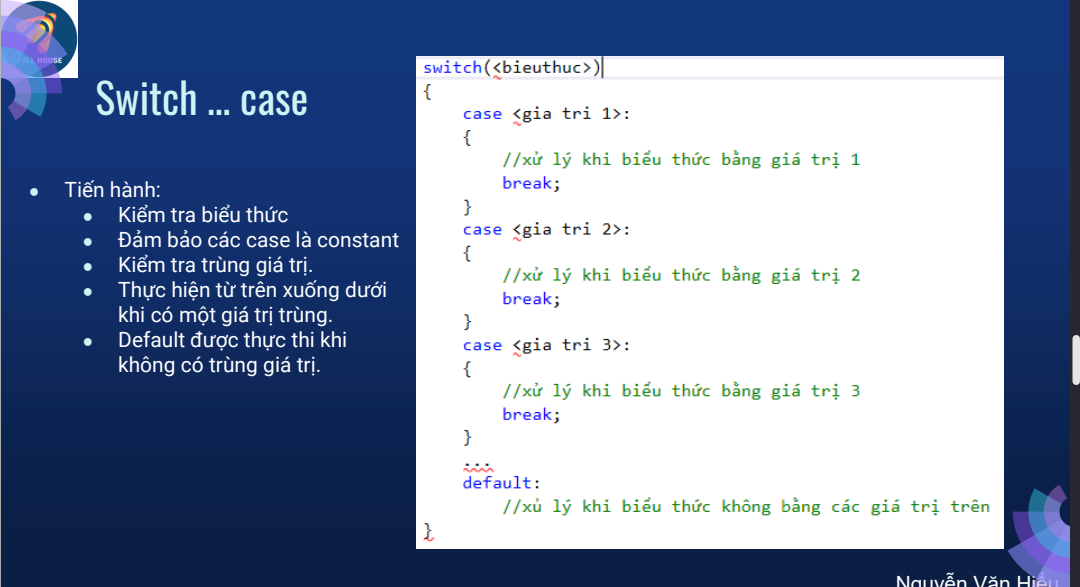 FULL HOUSE
Switch ... case
Tiến hành:
Kiểm tra biểu thức
Đảm bảo các case là constant
Kiểm tra trùng giá trị.
Thực hiện từ trên xuống dưới
khi có một giá trị trùng.
Default được thực thi khi
không có trùng giá trị.
switch(<bieuthuc>)
{
case <gia tri 1>:
{
//xử lý khi biểu thức bằng giá trị 1
break;
}
case <gia tri 2>:
{
//xử lý khi biểu thức bằng giá trị 2
break;
}
case <gia tri 3>:
{
//xử lý khi biểu thức bằng giá trị 3
break;
}
...
default:
//xủ lý khi biểu thức không bằng các giá trị trên
}
Nguyễn Văn Hiếu